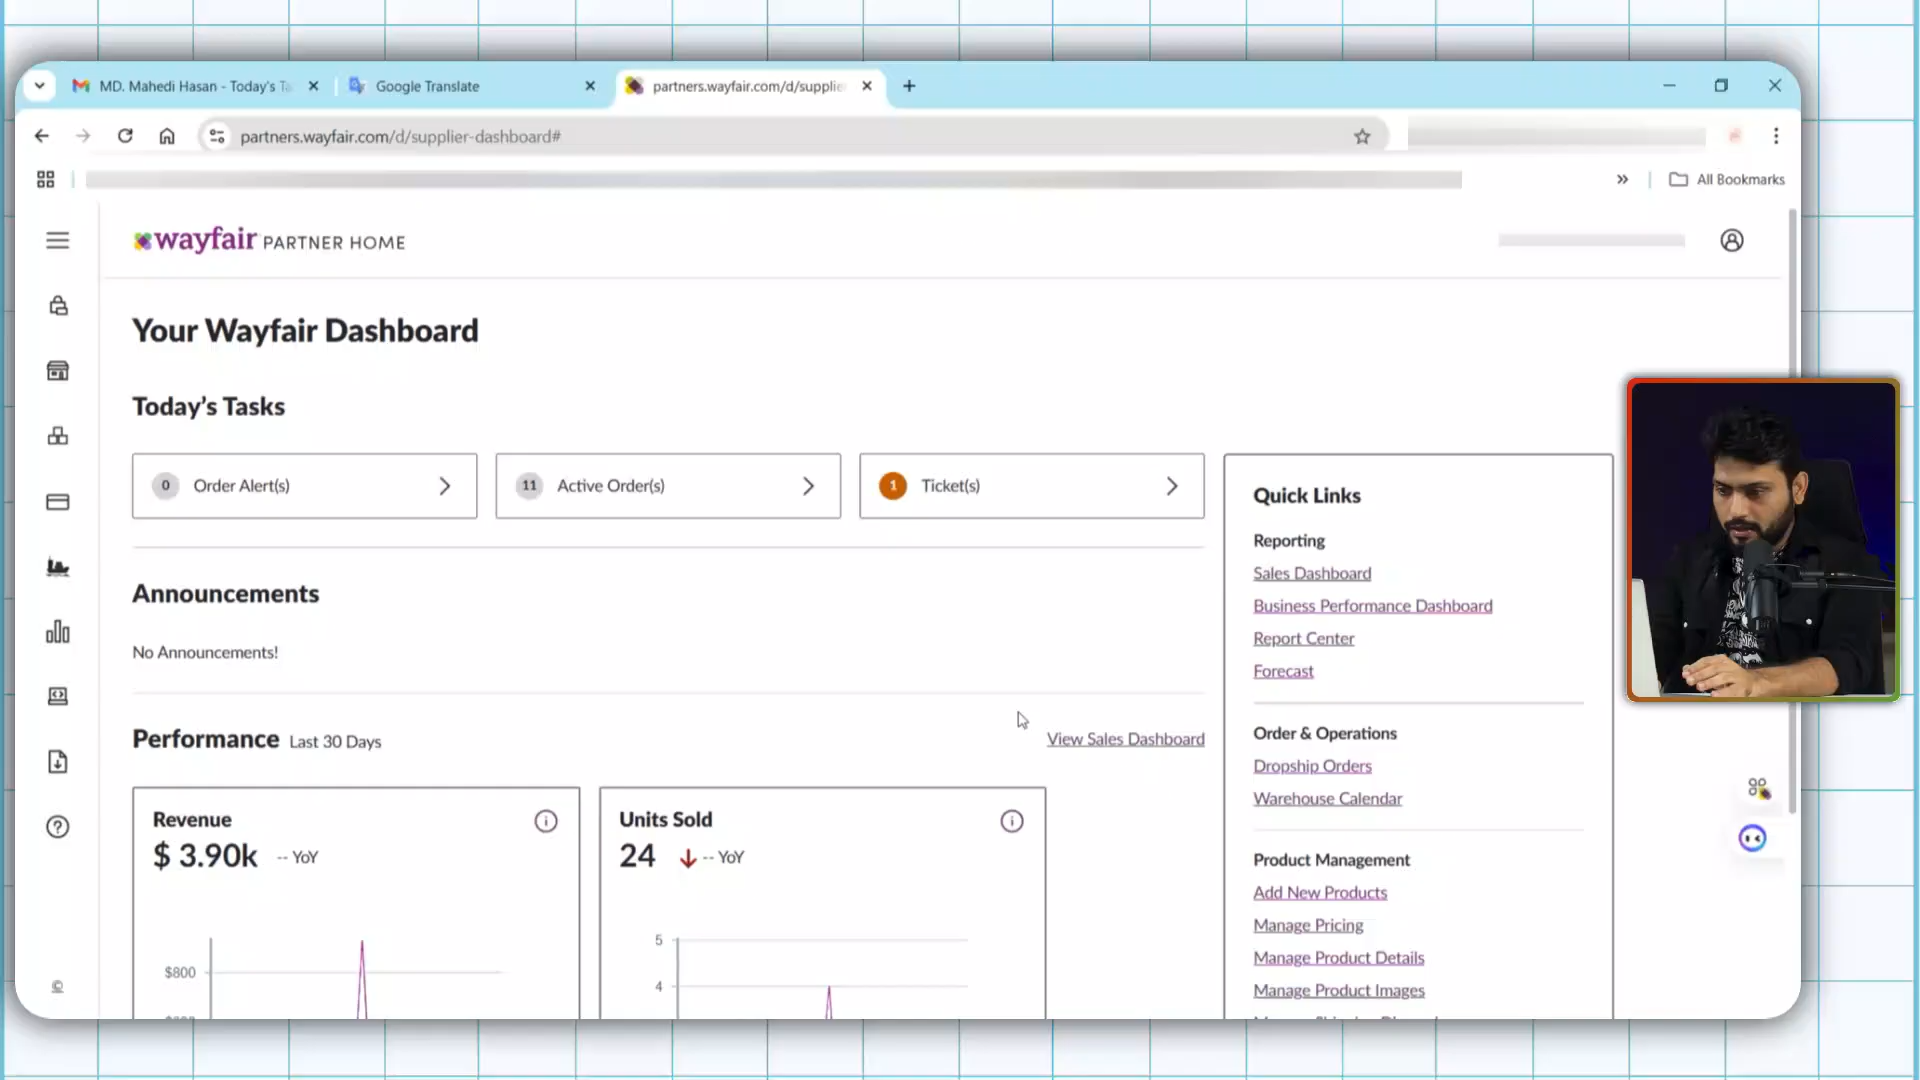 MD. Mahedi Hasan - Today's Ta
Google Translate
partners.wayfair.com/d/supplier
partners.wayfair.com/d/supplier-dashboard#
All Bookmarks
wayfair PARTNER HOME
Your Wayfair Dashboard
Today's Tasks
0 Order Alert(s)
11 Active Order(s)
1 Ticket(s)
Announcements
No Announcements!
Performance Last 30 Days
View Sales Dashboard
Revenue
$ 3.90k -- YoY
$800
Units Sold
24 -- YoY
5
4
Quick Links
Reporting
Sales Dashboard
Business Performance Dashboard
Report Center
Forecast
Order & Operations
Dropship Orders
Warehouse Calendar
Product Management
Add New Products
Manage Pricing
Manage Product Details
Manage Product Images